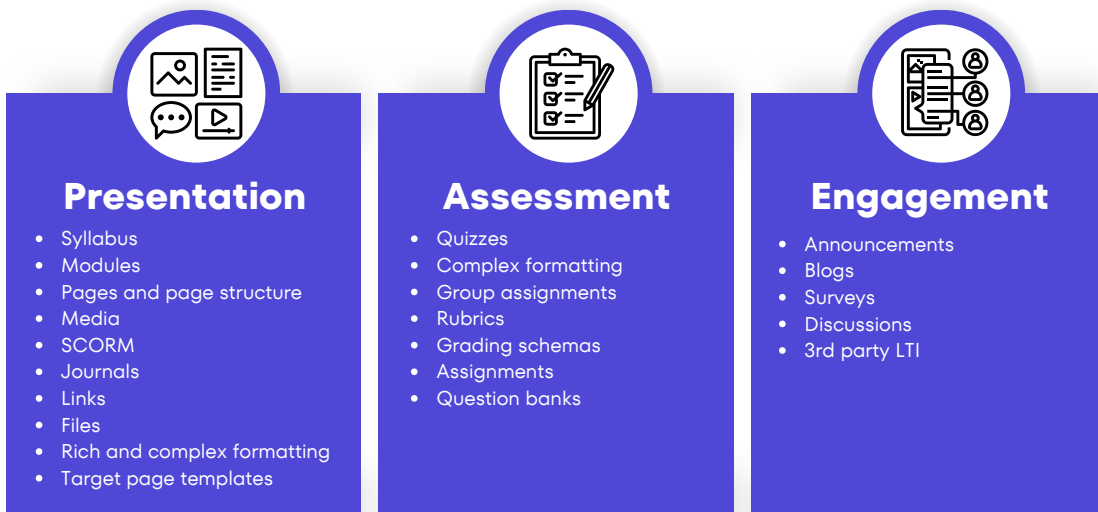 Presentation
• Syllabus
• Modules
• Pages and page structure
• Media
• SCORM
• Journals
• Links
• Files
• Rich and complex formatting
• Target page templates
Assessment
• Quizzes
• Complex formatting
• Group assignments
• Rubrics
• Grading schemas
• Assignments
• Question banks
Engagement
• Announcements
• Blogs
• Surveys
• Discussions
• 3rd party LTI